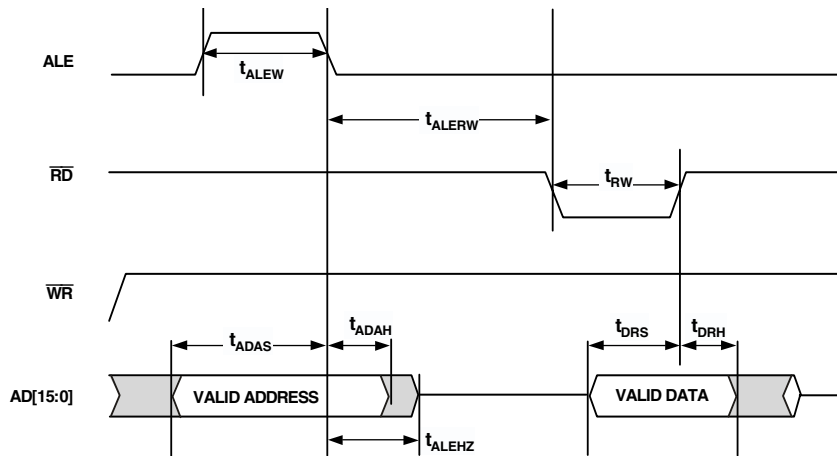 ALE
tALEW
tALERW
RD
tRW
WR
tADAS
tADAH
tDRS
tDRH
AD[15:0]
VALID ADDRESS
VALID DATA
tALEHZ